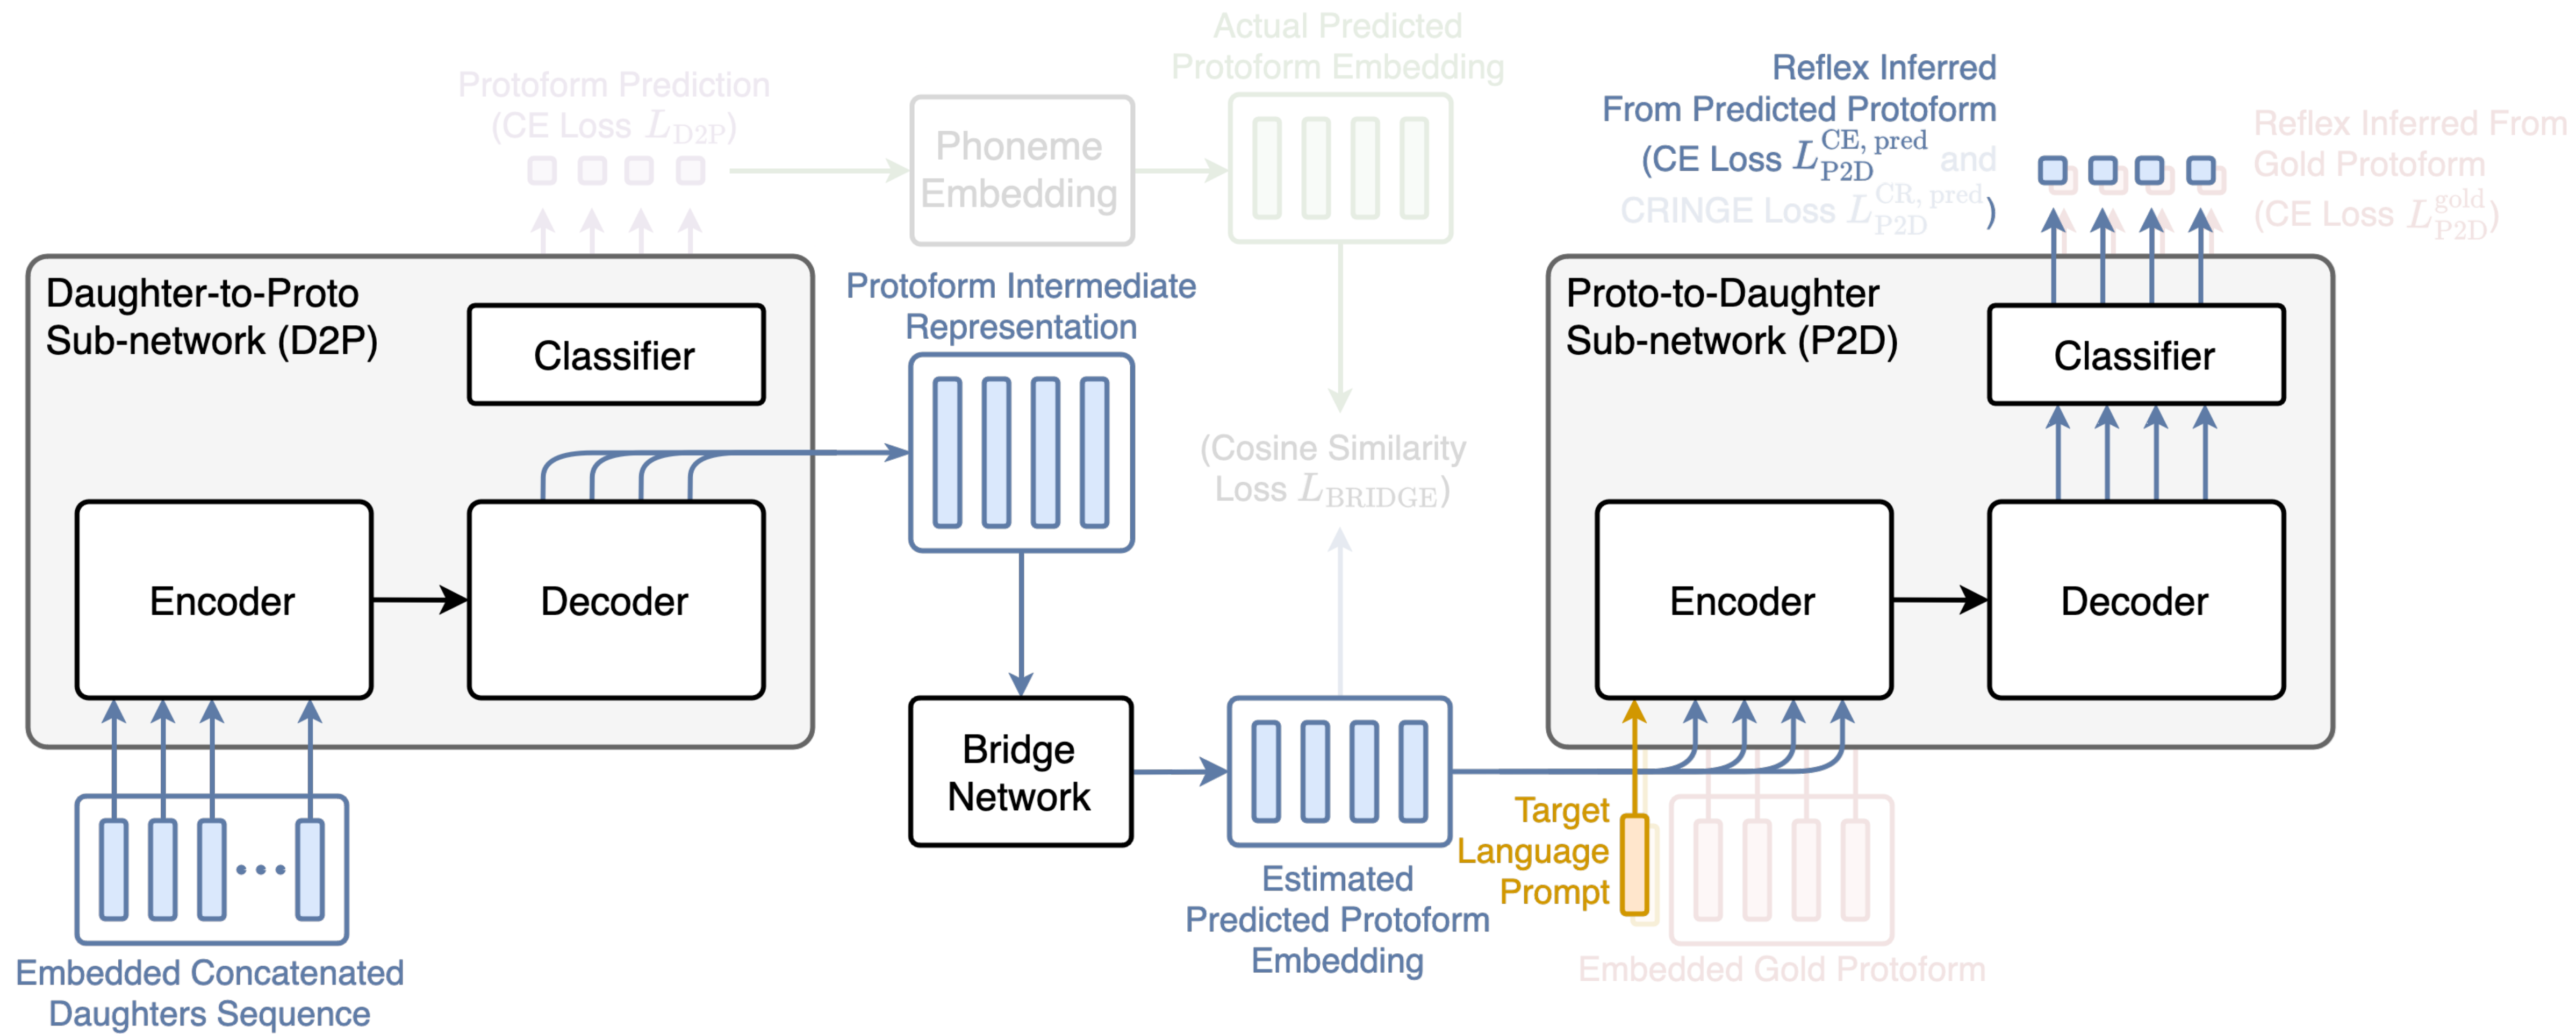 Protoform Prediction
(CE Loss L_D2P)
Phoneme
Embedding
Actual Predicted
Protoform Embedding
Reflex Inferred
From Predicted Protoform
(CE Loss L_P2D^CE, pred and
CRINGE Loss L_P2D^CR, pred)
Reflex Inferred From
Gold Protoform
(CE Loss L_P2D^gold)
Daughter-to-Proto
Sub-network (D2P)
Classifier
Encoder
Decoder
Embedded Concatenated
Daughters Sequence
Protoform Intermediate
Representation
Bridge
Network
(Cosine Similarity
Loss L_BRIDGE)
Estimated
Predicted Protoform
Embedding
Proto-to-Daughter
Sub-network (P2D)
Classifier
Encoder
Decoder
Target
Language
Prompt
Embedded Gold Protoform